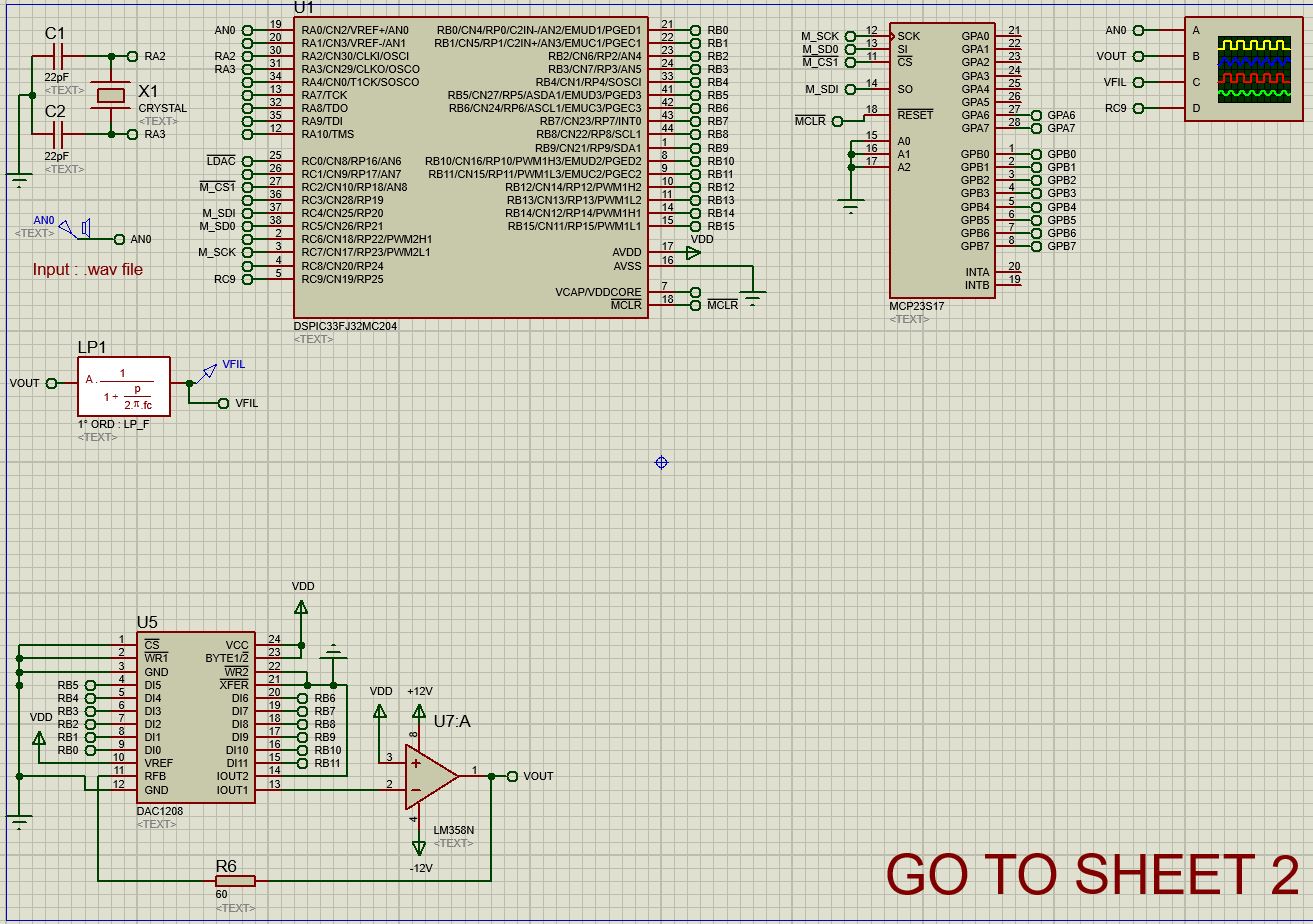 C1
22pF
<TEXT>
C2
22pF
<TEXT>
RA2
X1
CRYSTAL
<TEXT>
RA3
AN0
<TEXT>
AN0
Input : .wav file
U1
AN0 19 RA0/CN2/VREF+/AN0
20 RA1/CN3/VREF-/AN1
RA2 30 RA2/CN30/CLKI/OSCI
RA3 31 RA3/CN29/CLKO/OSCO
34 RA4/CN0/T1CK/SOSCO
13 RA7/TCK
32 RA8/TDO
35 RA9/TDI
12 RA10/TMS
LDAC 25 RC0/CN8/RP16/AN6
26 RC1/CN9/RP17/AN7
M_CS1 27 RC2/CN10/RP18/AN8
36 RC3/CN28/RP19
M_SDI 37 RC4/CN25/RP20
M_SD0 38 RC5/CN26/RP21
2 RC6/CN18/RP22/PWM2H1
M_SCK 3 RC7/CN17/RP23/PWM2L1
4 RC8/CN20/RP24
RC9 5 RC9/CN19/RP25
RB0/CN4/RP0/C2IN-/AN2/EMUD1/PGED1 21 RB0
RB1/CN5/RP1/C2IN+/AN3/EMUC1/PGEC1 22 RB1
RB2/CN6/RP2/AN4 23 RB2
RB3/CN7/RP3/AN5 24 RB3
RB4/CN1/RP4/SOSCI 33 RB4
RB5/CN27/RP5/ASDA1/EMUD3/PGED3 41 RB5
RB6/CN24/RP6/ASCL1/EMUC3/PGEC3 42 RB6
RB7/CN23/RP7/INT0 43 RB7
RB8/CN22/RP8/SCL1 44 RB8
RB9/CN21/RP9/SDA1 1 RB9
RB10/CN16/RP10/PWM1H3/EMUD2/PGED2 8 RB10
RB11/CN15/RP11/PWM1L3/EMUC2/PGEC2 9 RB11
RB12/CN14/RP12/PWM1H2 10 RB12
RB13/CN13/RP13/PWM1L2 11 RB13
RB14/CN12/RP14/PWM1H1 14 RB14
RB15/CN11/RP15/PWM1L1 15 RB15
VDD
AVDD 17
AVSS 16
VCAP/VDDCORE 7
MCLR 18 MCLR
DSPIC33FJ32MC204
<TEXT>
M_SCK 12 SCK
M_SD0 13 SI
M_CS1 11 CS
M_SDI 14 SO
MCLR 18 RESET
15 A0
16 A1
17 A2
GPA0 21
GPA1 22
GPA2 23
GPA3 24
GPA4 25
GPA5 26
GPA6 27 GPA6
GPA7 28 GPA7
GPB0 1 GPB0
GPB1 2 GPB1
GPB2 3 GPB2
GPB3 4 GPB3
GPB4 5 GPB4
GPB5 6 GPB5
GPB6 7 GPB6
GPB7 8 GPB7
INTA 20
INTB 19
MCP23S17
<TEXT>
AN0 A
VOUT B
VFIL C
RC9 D
LP1
VOUT
A . 1
1 + p
2.π.fc
VFIL
VFIL
1° ORD : LP_F
<TEXT>
U5
VDD
1 CS
2 WR1
3 GND
RB5 4 DI5
RB4 5 DI4
RB3 6 DI3
RB2 7 DI2
RB1 8 DI1
RB0 9 DI0
VDD
10 VREF
11 RFB
12 GND
VCC 24
BYTE1/2 23
WR2 22
XFER 21
DI6 20 RB6
DI7 19 RB7
DI8 18 RB8
DI9 17 RB9
DI10 16 RB10
DI11 15 RB11
IOUT2 14
IOUT1 13
DAC1208
<TEXT>
VDD
+12V
U7:A
8
3 +
2 −
1
VOUT
4
LM358N
<TEXT>
-12V
R6
60
<TEXT>
GO TO SHEET 2